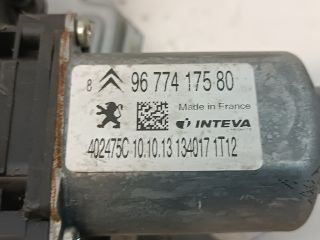 8 96 774 175 80
Made in France
INTEVA
402475C 10.10.13 134017 1T12